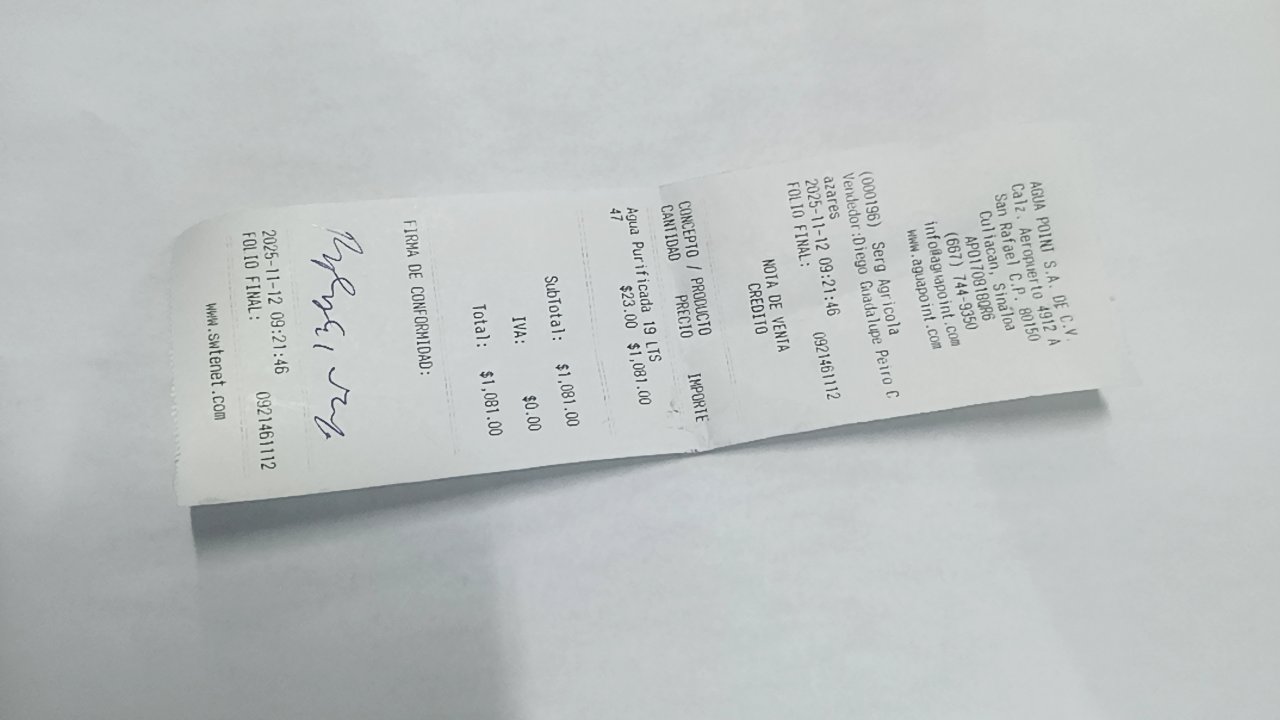 AGUA POINT S.A. DE C.V.
Calz. Aeropuerto 4912 A
San Rafael C.P. 80150
Culiacan, Sinaloa
APO170818Q86
(667) 744-9350
info@aguapoint.com
www.aguapoint.com
(000196) Serg Agricola
Vendedor:Diego Guadalupe Peiro C
azares
2025-11-12 09:21:46 0921461112
FOLIO FINAL:
NOTA DE VENTA
CREDITO
CONCEPTO / PRODUCTO
CANTIDAD PRECIO IMPORTE
Agua Purificada 19 LTS
47 $23.00 $1,081.00
SubTotal: $1,081.00
IVA: $0.00
Total: $1,081.00
FIRMA DE CONFORMIDAD:
2025-11-12 09:21:46 0921461112
FOLIO FINAL:
www.swtenet.com